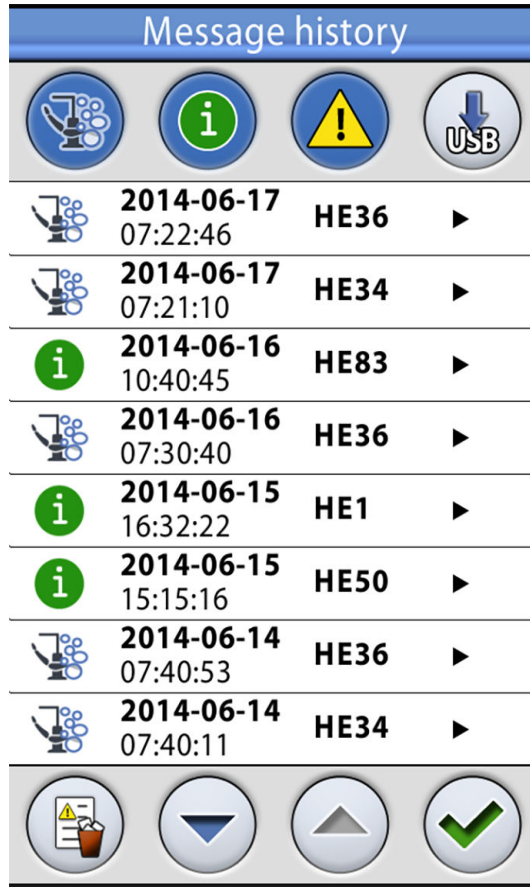 Message history
USB
2014-06-17
07:22:46
HE36
2014-06-17
07:21:10
HE34
2014-06-16
10:40:45
HE83
2014-06-16
07:30:40
HE36
2014-06-15
16:32:22
HE1
2014-06-15
15:15:16
HE50
2014-06-14
07:40:53
HE36
2014-06-14
07:40:11
HE34